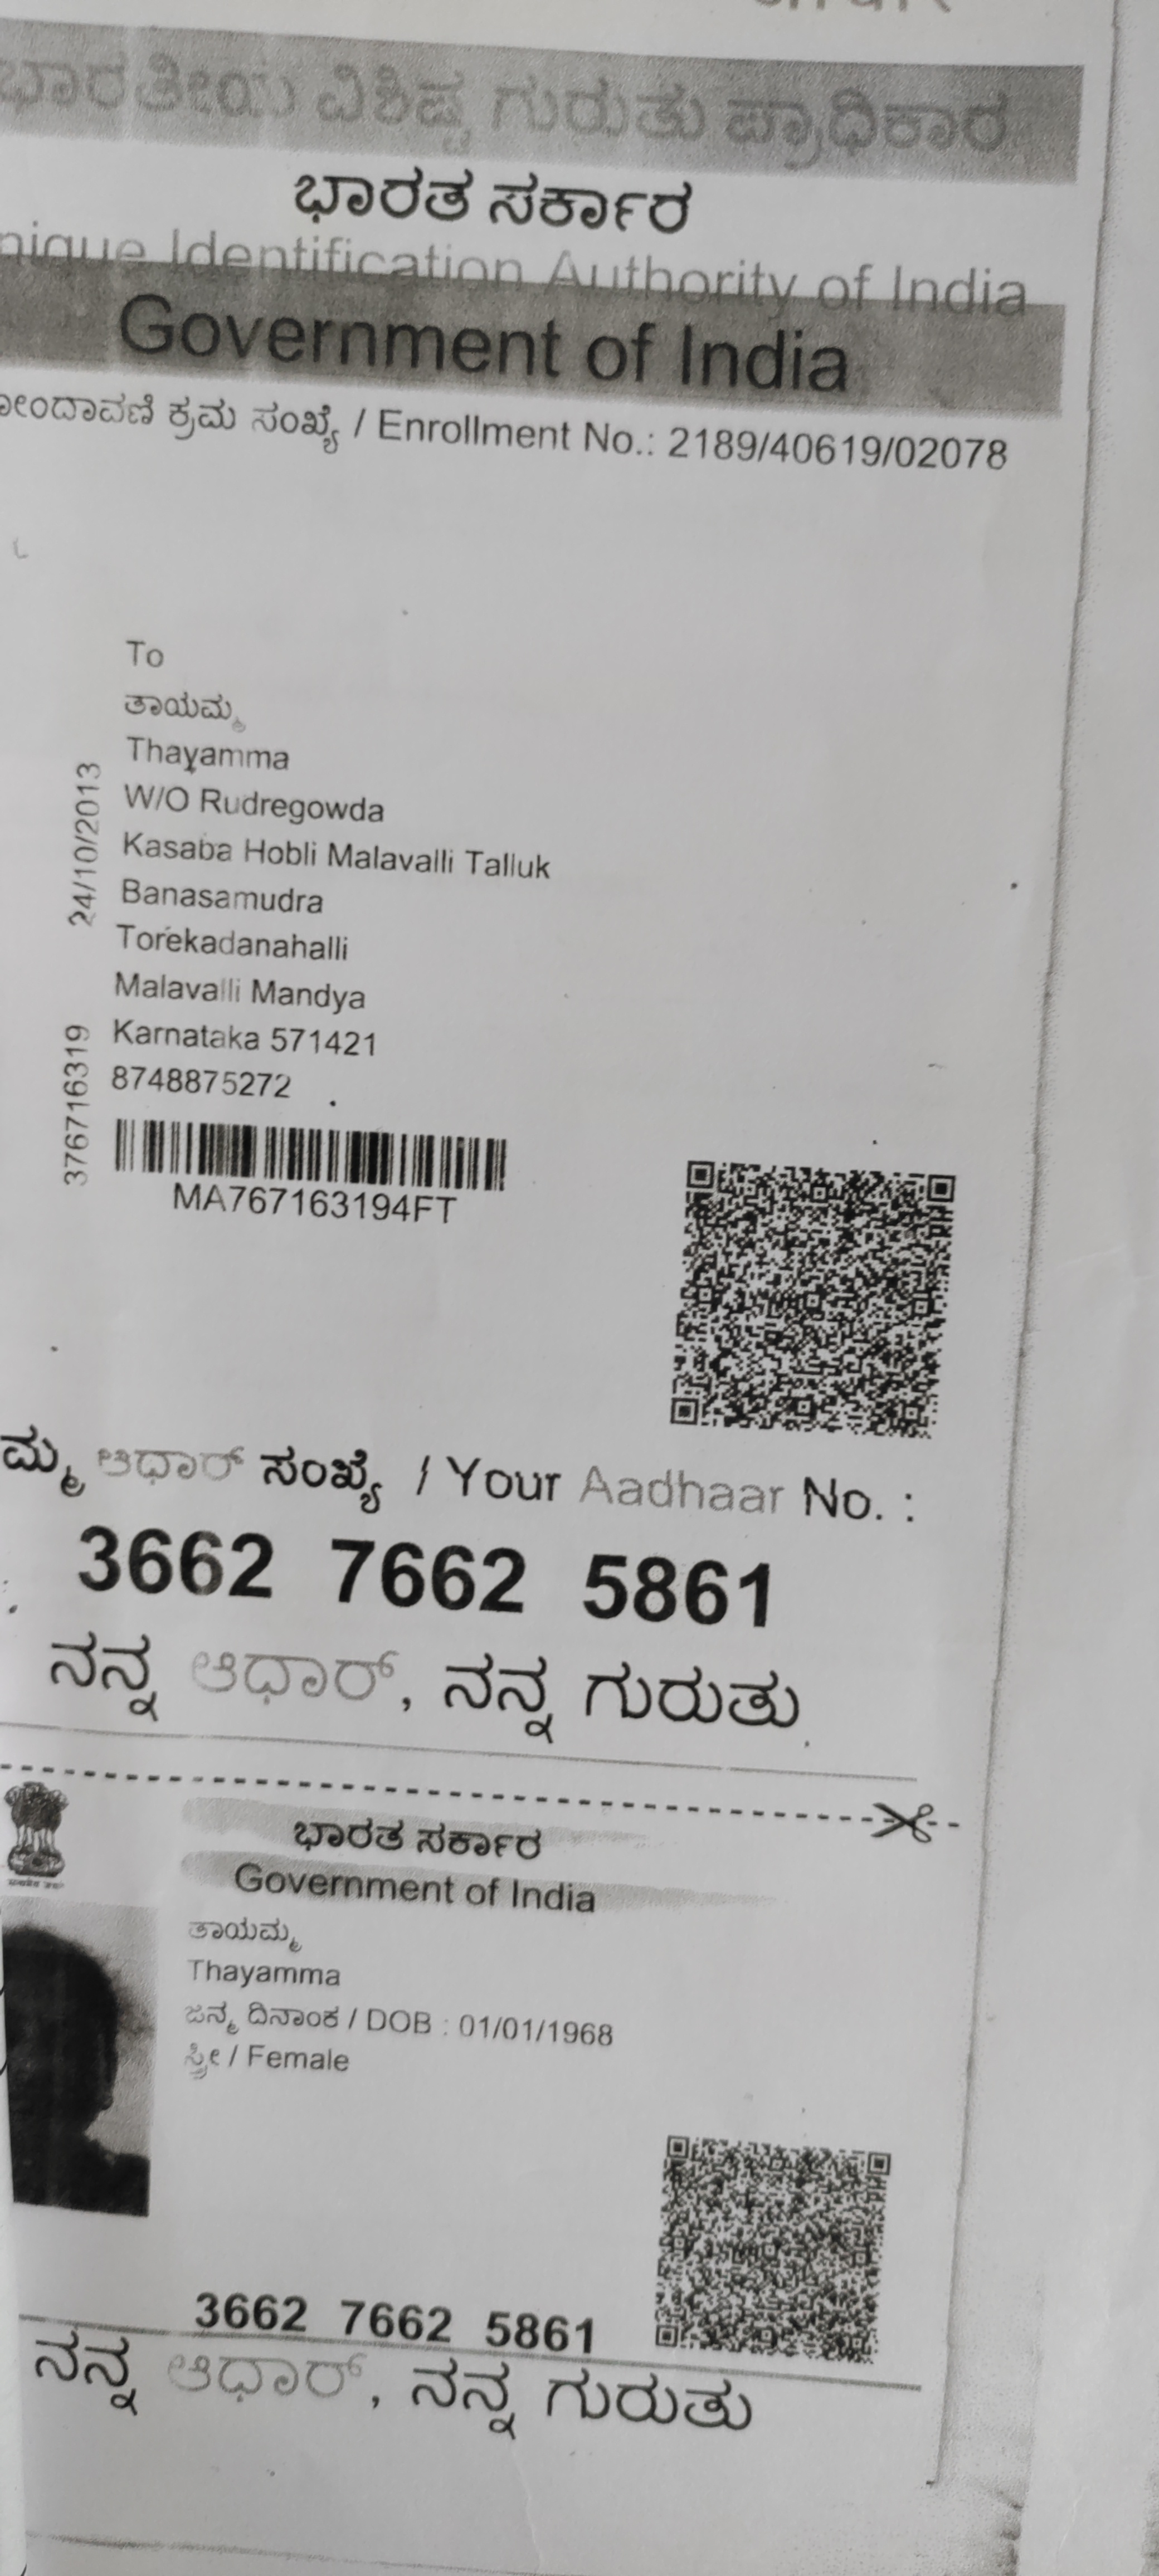 ಭಾರತೀಯ ವಿಶಿಷ್ಟ ಗುರುತು ಪ್ರಾಧಿಕಾರ
ಭಾರತ ಸರ್ಕಾರ
nique Identification Authority of India
Government of India
ೋಂದಾವಣಿ ಕ್ರಮ ಸಂಖ್ಯೆ / Enrollment No.: 2189/40619/02078
To
ತಾಯಮ್ಮ
Thayamma
W/O Rudregowda
Kasaba Hobli Malavalli Talluk
Banasamudra
Torekadanahalli
Malavalli Mandya
Karnataka 571421
8748875272
24/10/2013
376716319
MA767163194FT
ಮ್ಮ ಆಧಾರ್ ಸಂಖ್ಯೆ / Your Aadhaar No. :
3662 7662 5861
ನನ್ನ ಆಧಾರ್, ನನ್ನ ಗುರುತು
ಭಾರತ ಸರ್ಕಾರ
Government of India
ತಾಯಮ್ಮ
Thayamma
ಜನ್ಮ ದಿನಾಂಕ / DOB : 01/01/1968
ಸ್ತ್ರೀ / Female
3662 7662 5861
ನನ್ನ ಆಧಾರ್, ನನ್ನ ಗುರುತು